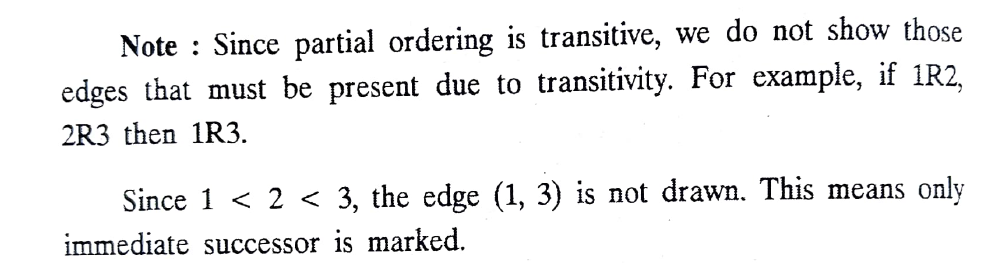 Note : Since partial ordering is transitive, we do not show those
edges that must be present due to transitivity. For example, if 1R2,
2R3 then 1R3.
Since 1 < 2 < 3, the edge (1, 3) is not drawn. This means only
immediate successor is marked.